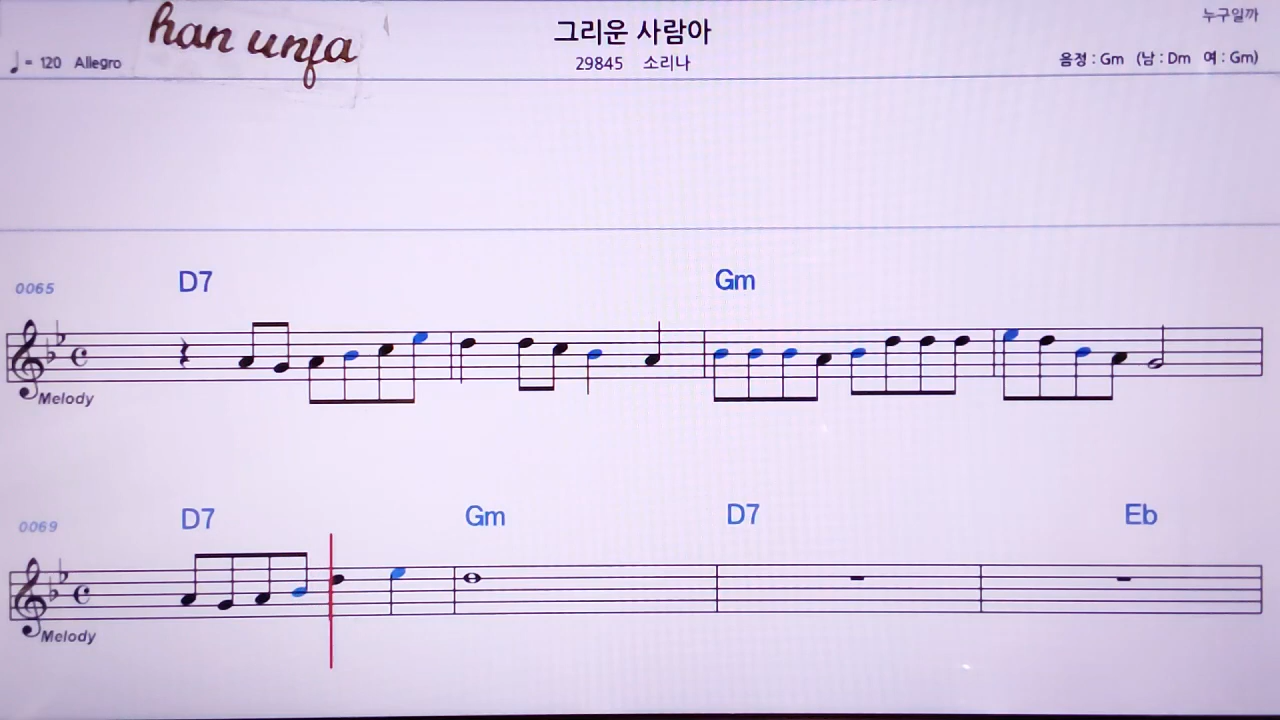 han unja
그리운 사람아
누구일까
♩= 120 Allegro
29845 소리나
음정 : Gm (남 : Dm 여 : Gm)
D7 Gm
0065
Melody
D7 Gm D7 Eb
0069
Melody